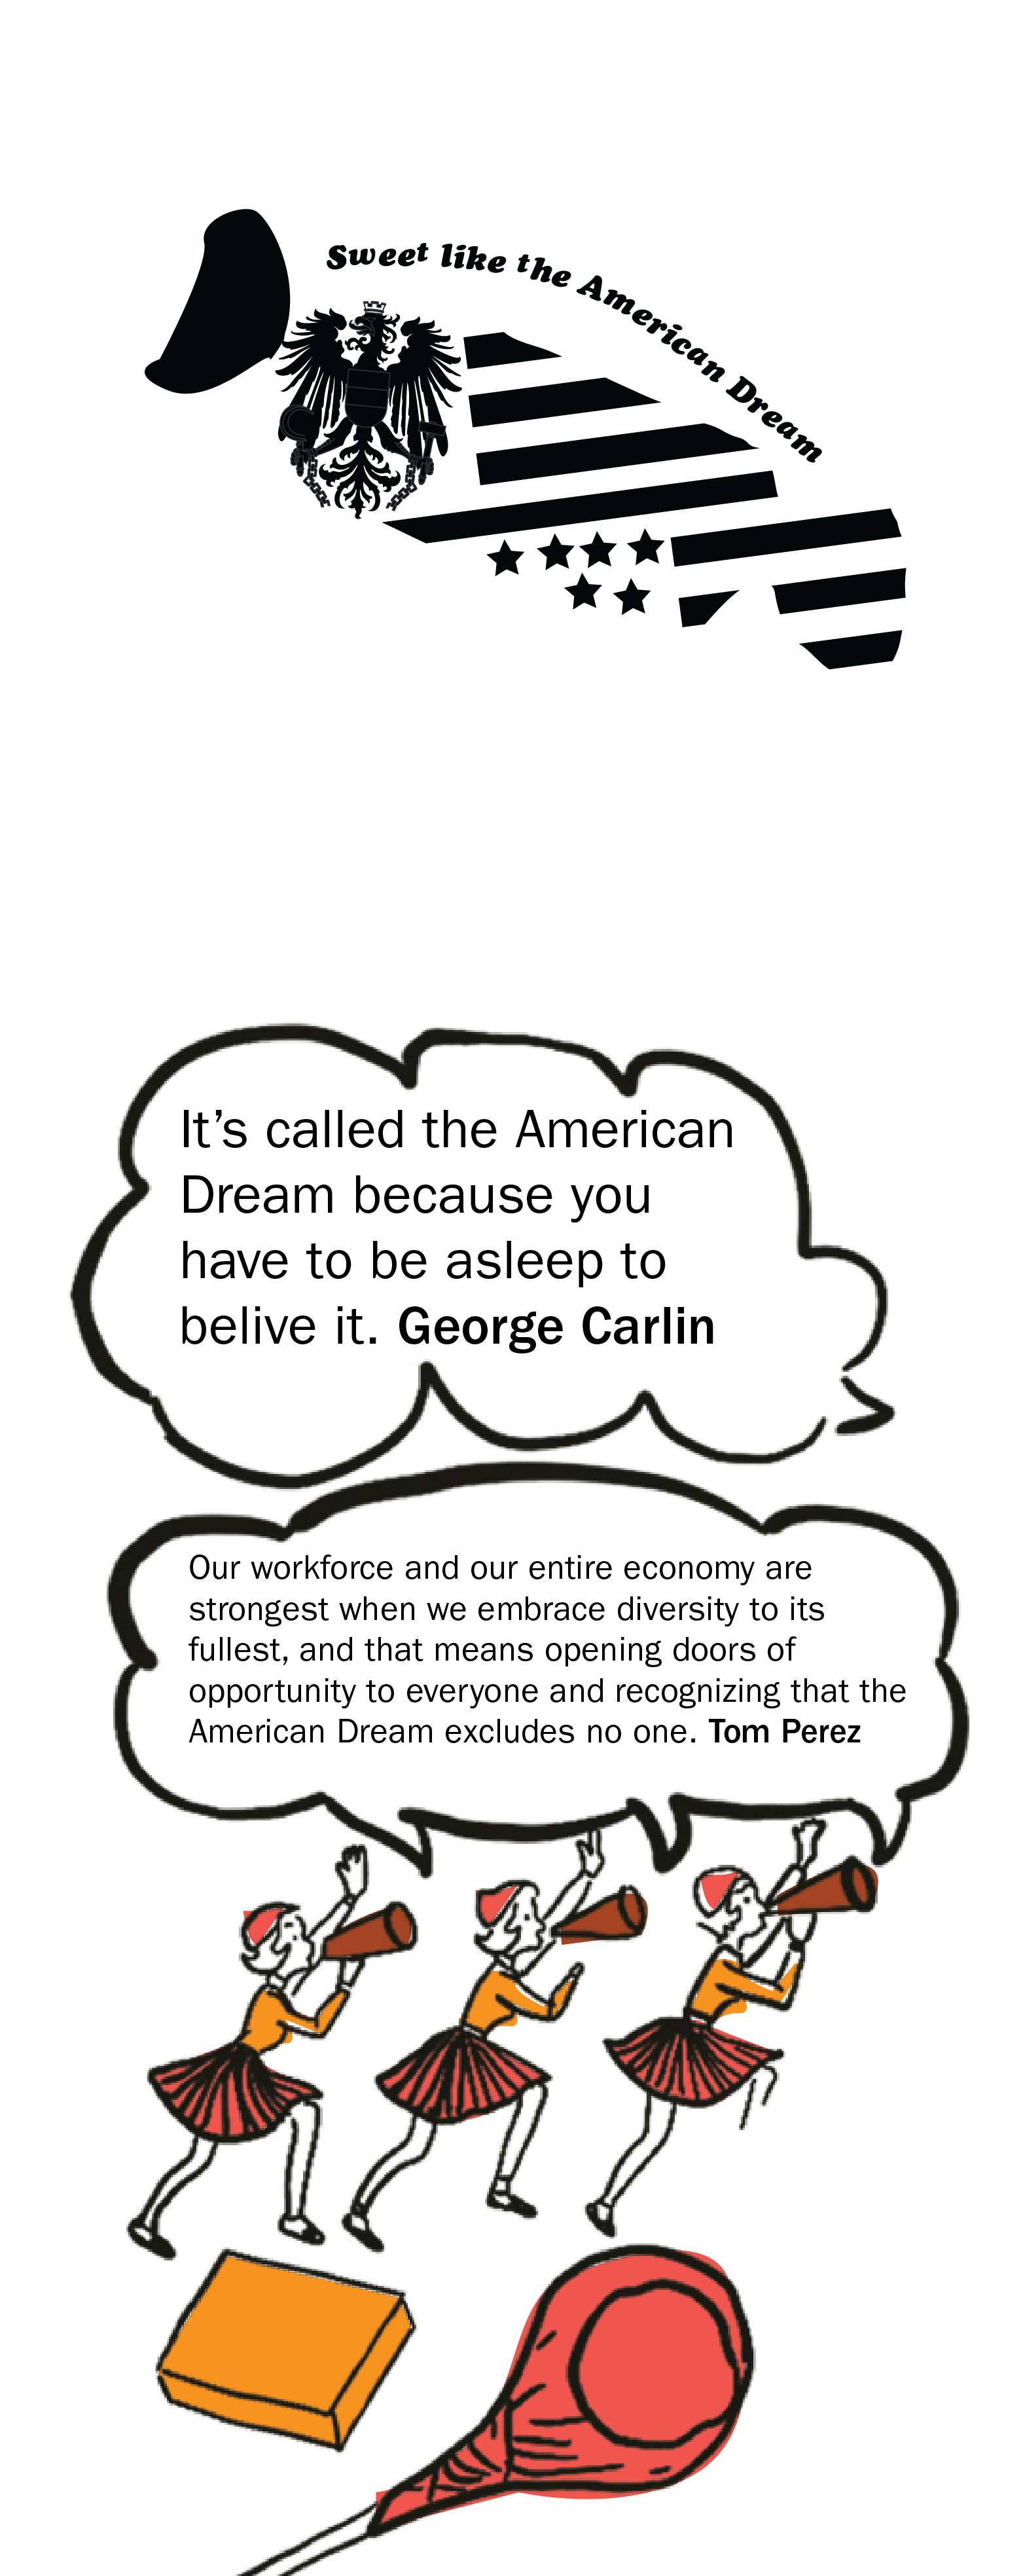 Sweet like the American Dream
It’s called the American
Dream because you
have to be asleep to
belive it. George Carlin
Our workforce and our entire economy are
strongest when we embrace diversity to its
fullest, and that means opening doors of
opportunity to everyone and recognizing that the
American Dream excludes no one. Tom Perez